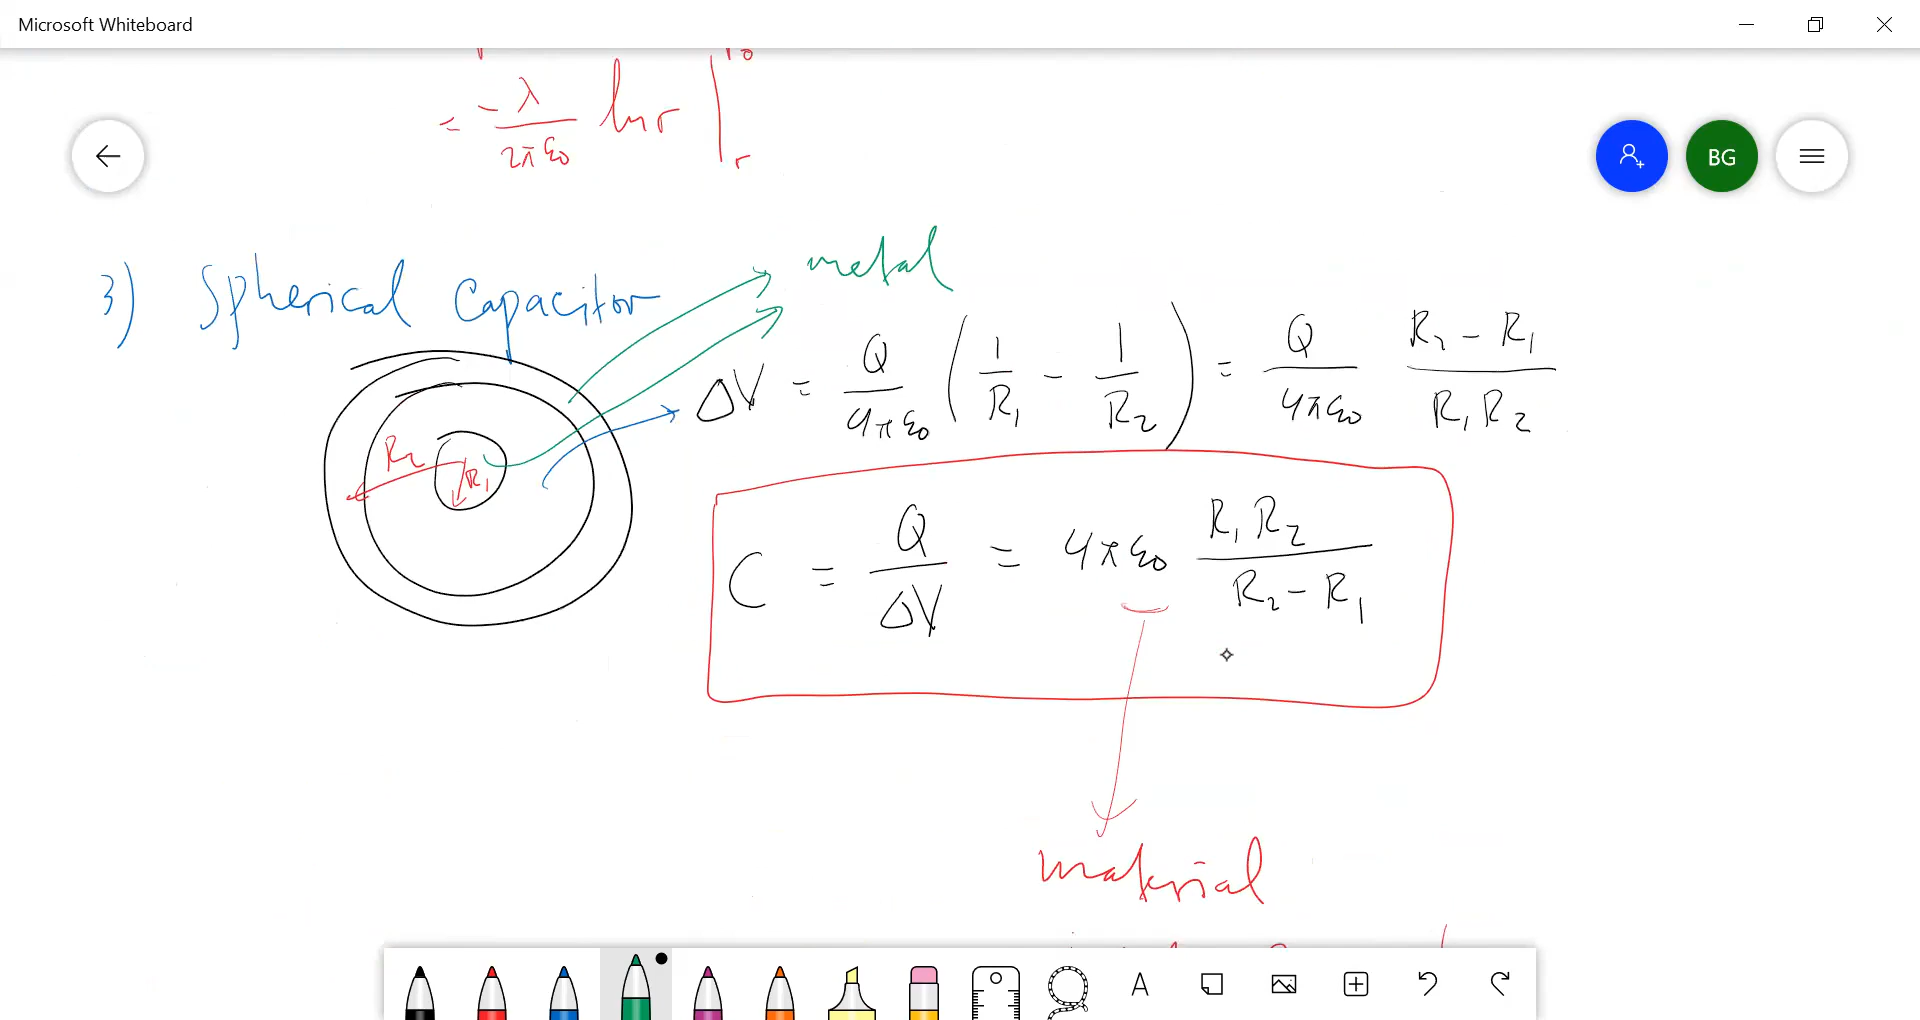 Microsoft Whiteboard
= -λ/2πε₀ ln r |
r₀
r
BG
3) Spherical Capacitor
metal
ΔV = Q/4πε₀ (1/R₁ - 1/R₂) = Q/4πε₀ R₂ - R₁/R₁R₂
R₂
R₁
C = Q/ΔV = 4πε₀ R₁R₂/R₂ - R₁
material
A